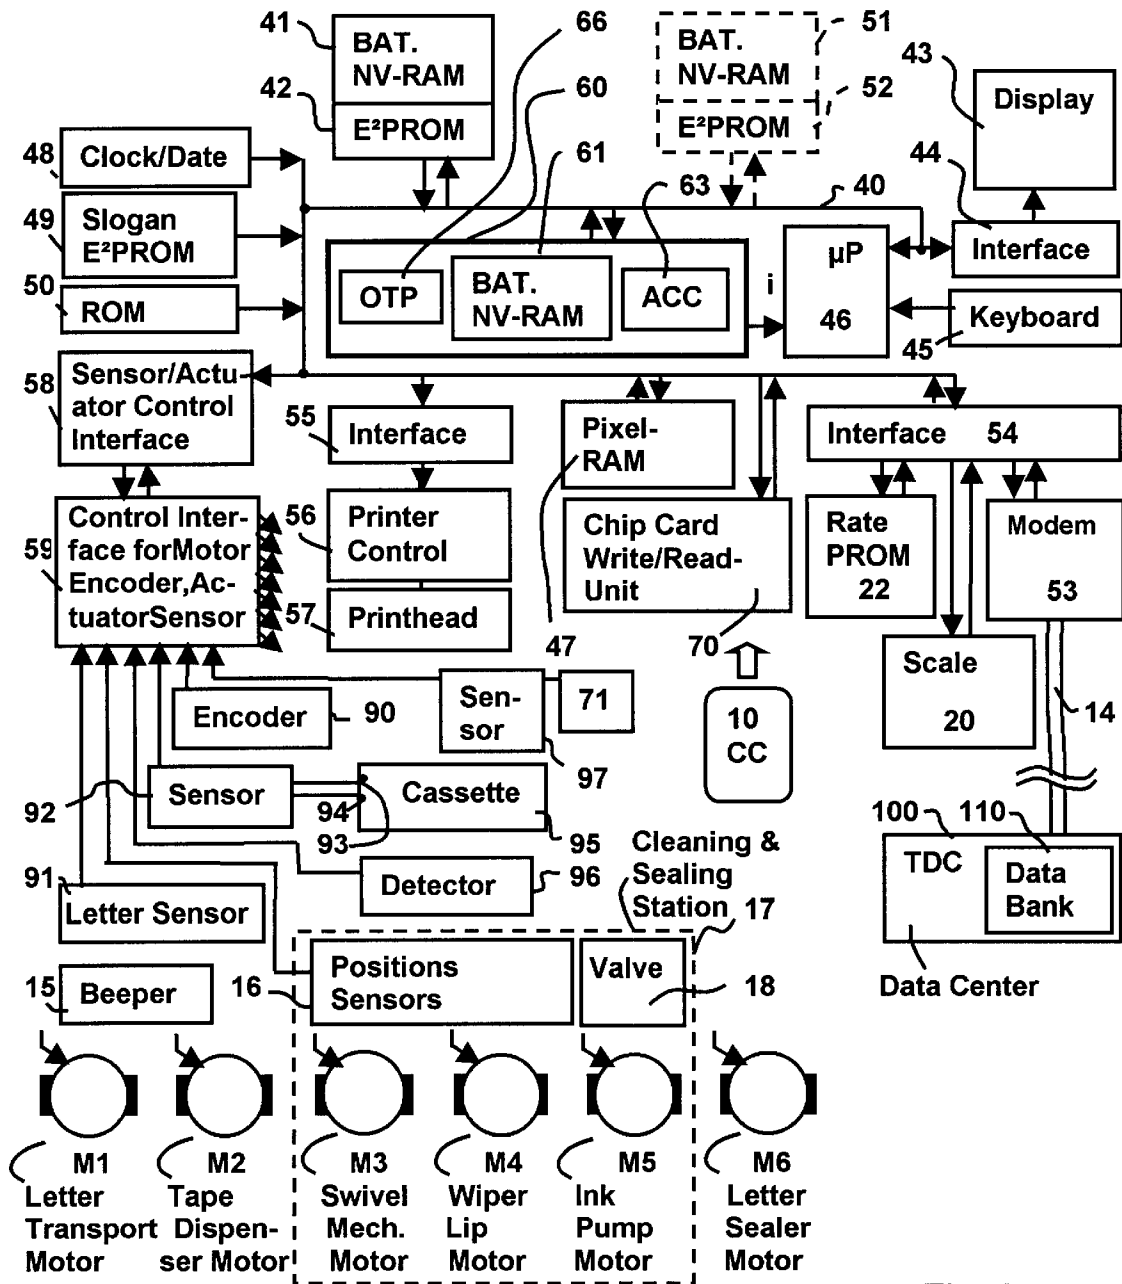 41
BAT.
NV-RAM
66
BAT.
NV-RAM
51
43
Display
42
E²PROM
60
E²PROM
52
48
Clock/Date
61
63
40
44
49
Slogan
E²PROM
OTP
BAT.
NV-RAM
ACC
i
µP
46
Interface
50
ROM
45
Keyboard
58
Sensor/Actu-
ator Control
Interface
55
Interface
Pixel-
RAM
Interface 54
59
Control Inter-
face forMotor
Encoder,Ac-
tuatorSensor
56
Printer
Control
Chip Card
Write/Read-
Unit
Rate
PROM
22
Modem
53
57
Printhead
47
70
Scale
20
14
Encoder
90
Sen-
sor
71
97
10
CC
92
Sensor
94
93
Cassette
95
100
110
TDC
Data
Bank
Data Center
91
Letter Sensor
Detector
96
Cleaning &
Sealing
Station
17
15
Beeper
16
Positions
Sensors
Valve
18
M1
Letter
Transport
Motor
M2
Tape
Dispen-
ser Motor
M3
Swivel
Mech.
Motor
M4
Wiper
Lip
Motor
M5
Ink
Pump
Motor
M6
Letter
Sealer
Motor